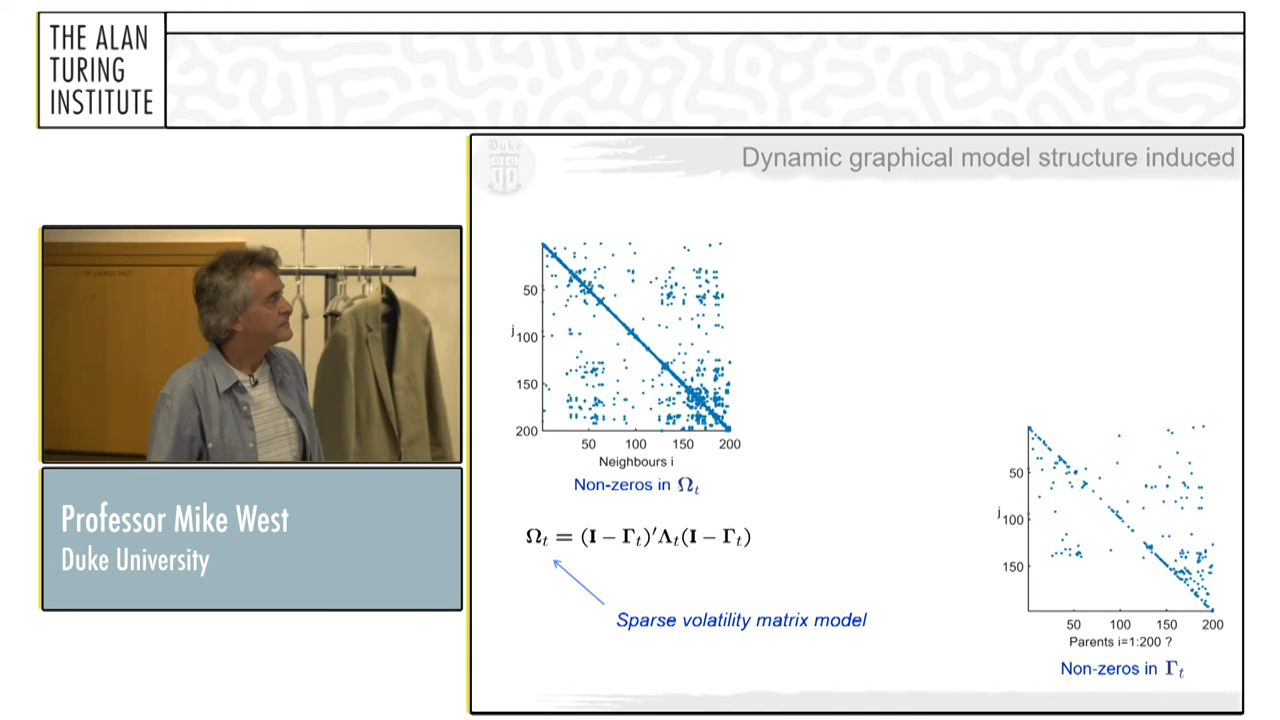 THE ALAN
TURING
INSTITUTE
Duke
Dynamic graphical model structure induced
50
100
150
200
j
50 100 150 200
Neighbours i
Non-zeros in Ωₜ
Ωₜ = (I − Γₜ)′Λₜ(I − Γₜ)
Sparse volatility matrix model
50
100
150
j
50 100 150 200
Parents i=1:200 ?
Non-zeros in Γₜ
Professor Mike West
Duke University